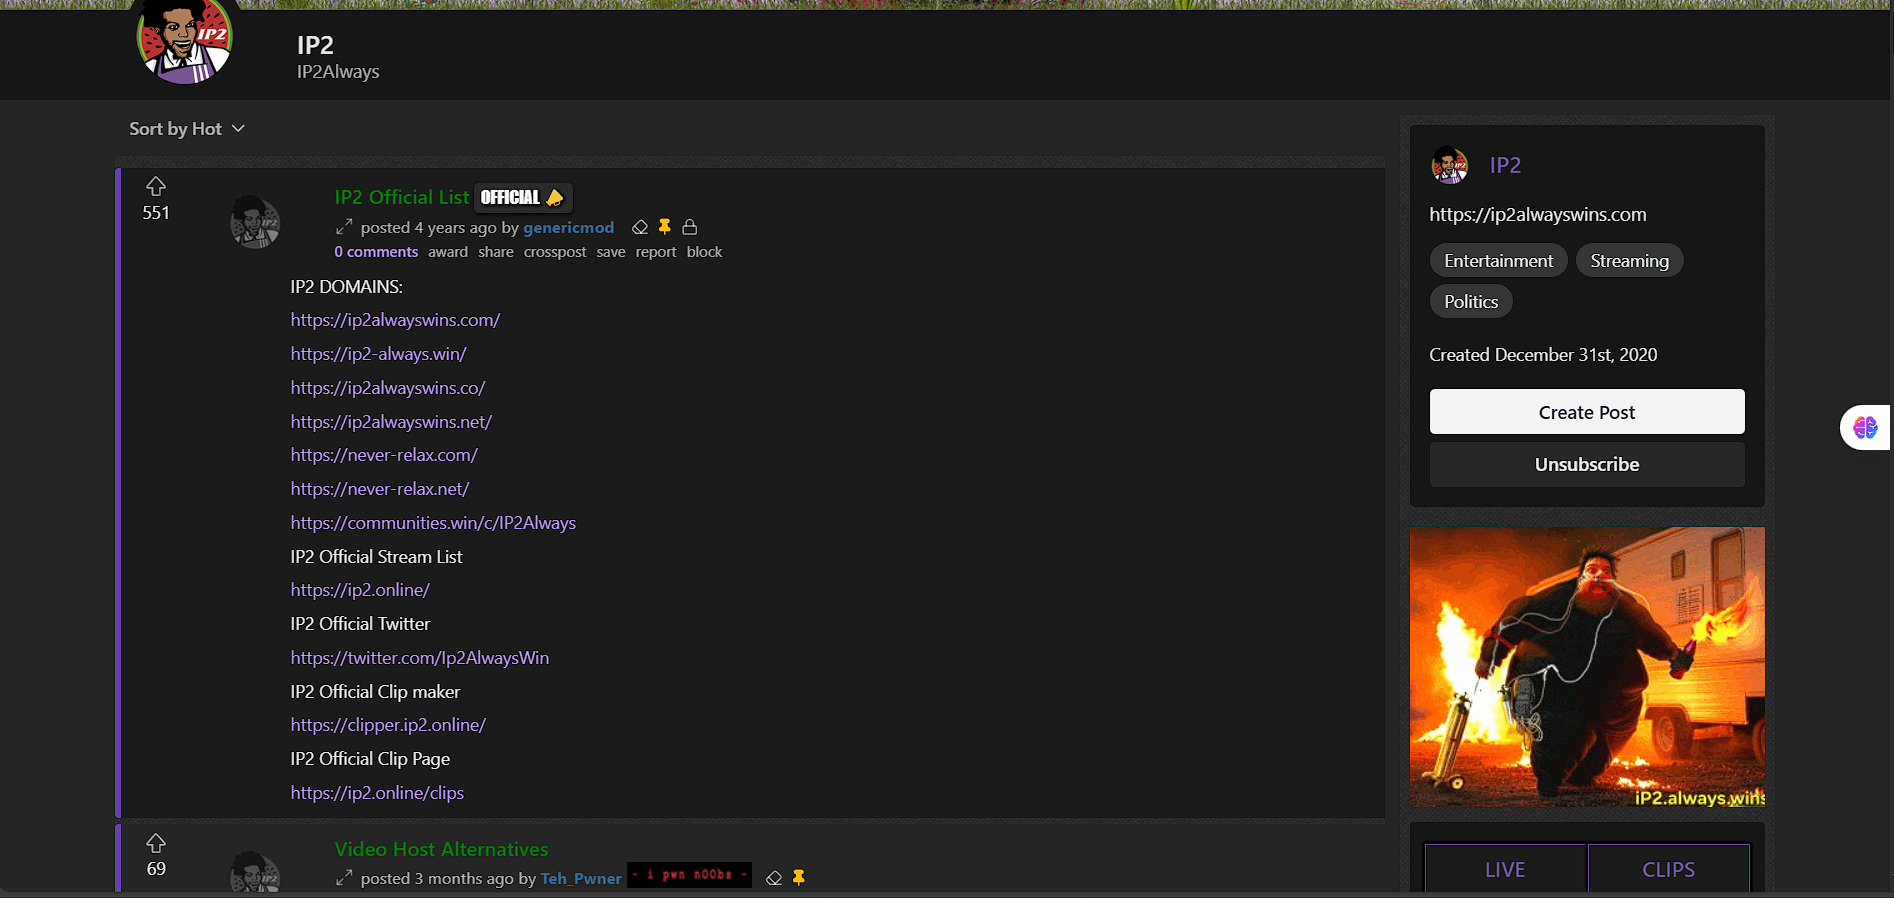 IP2
IP2
IP2Always
Sort by Hot
551
IP2 Official List OFFICIAL
posted 4 years ago by genericmod
0 comments award share crosspost save report block
IP2 DOMAINS:
https://ip2alwayswins.com/
https://ip2-always.win/
https://ip2alwayswins.co/
https://ip2alwayswins.net/
https://never-relax.com/
https://never-relax.net/
https://communities.win/c/IP2Always
IP2 Official Stream List
https://ip2.online/
IP2 Official Twitter
https://twitter.com/Ip2AlwaysWin
IP2 Official Clip maker
https://clipper.ip2.online/
IP2 Official Clip Page
https://ip2.online/clips
69
Video Host Alternatives
posted 3 months ago by Teh_Pwner - i pwn n00bs -
IP2
https://ip2alwayswins.com
Entertainment Streaming
Politics
Created December 31st, 2020
Create Post
Unsubscribe
iP2.always.wins
LIVE CLIPS